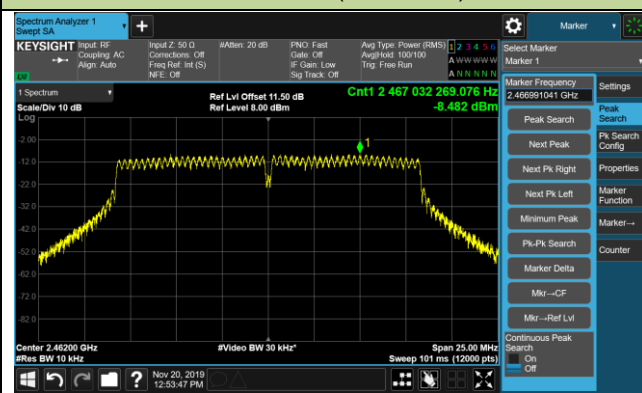 Spectrum Analyzer 1
Swept SA
Marker
KEYSIGHT
Input: RF
Coupling: AC
Align: Auto
Input Z: 50 Ω
Corrections: Off
Freq Ref: Int (S)
NFE: Off
#Atten: 20 dB
PNO: Fast
Gate: Off
IF Gain: Low
Sig Track: Off
Avg Type: Power (RMS)
Avg|Hold: 100/100
Trig: Free Run
1 2 3 4 5 6
A W W W W W
A N N N N N
LXI
Select Marker
Marker 1
1 Spectrum
Scale/Div 10 dB
Log
Ref Lvl Offset 11.50 dB
Ref Level 8.00 dBm
Cnt1 2 467 032 269.076 Hz
-8.482 dBm
1
-2.00
-12.0
-22.0
-32.0
-42.0
-52.0
-62.0
-72.0
-82.0
Center 2.46200 GHz
#Res BW 10 kHz
#Video BW 30 kHz*
Span 25.00 MHz
Sweep 101 ms (12000 pts)
Marker Frequency
2.466991041 GHz
Peak Search
Next Peak
Next Pk Right
Next Pk Left
Minimum Peak
Pk-Pk Search
Marker Delta
Mkr→CF
Mkr→Ref Lvl
Continuous Peak
Search
On
Off
Settings
Peak
Search
Pk Search
Config
Properties
Marker
Function
Marker→
Counter
Nov 20, 2019
12:53:47 PM